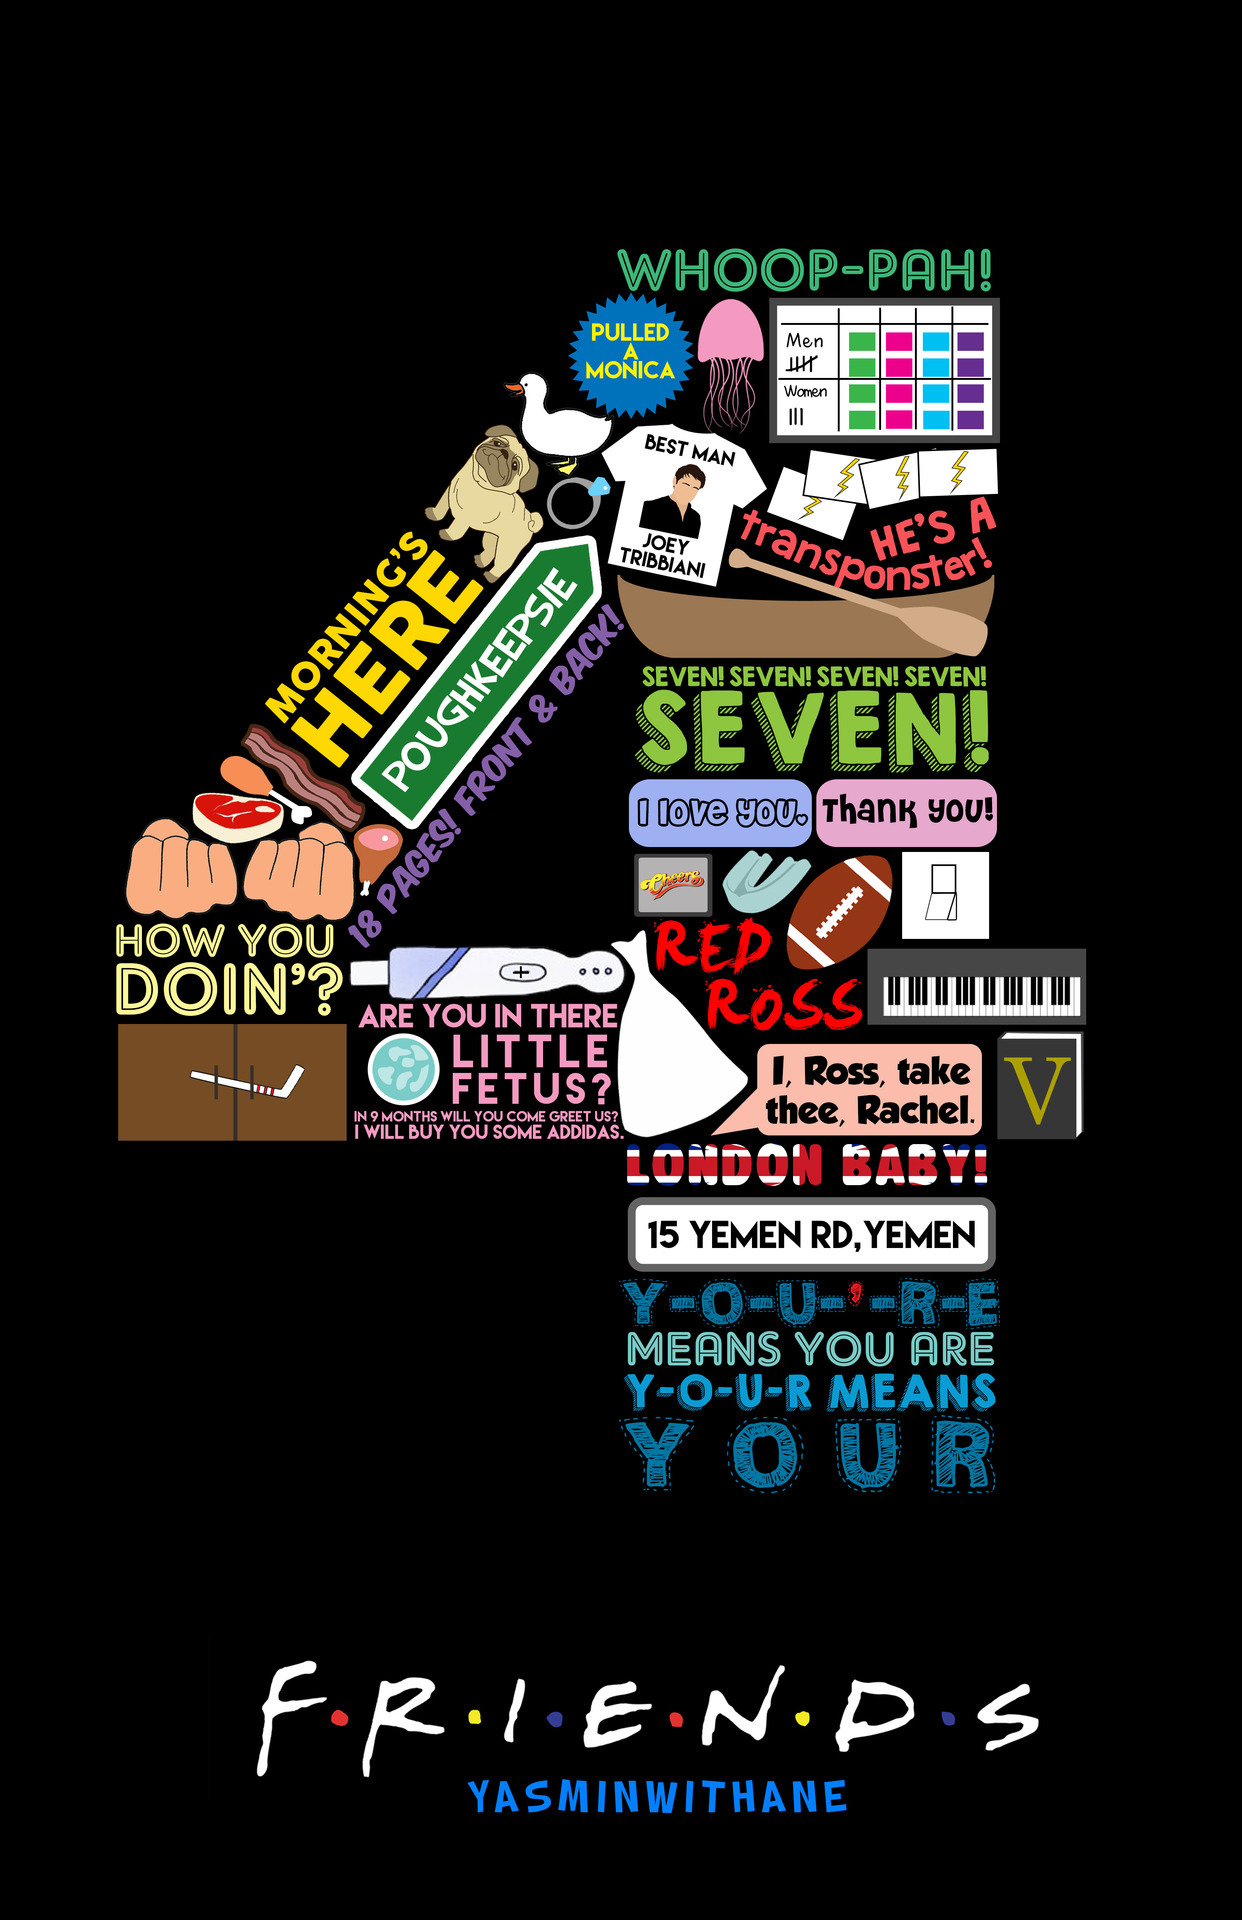 WHOOP-PAH!
PULLED
A
MONICA
Men
Women
BEST MAN
JOEY
TRIBBIANI
HE'S A
transponster!
MORNING'S
HERE
POUGHKEEPSIE
18 PAGES! FRONT & BACK!
SEVEN! SEVEN! SEVEN! SEVEN!
SEVEN!
I love you.
Thank you!
Cheers
HOW YOU
DOIN'?
RED
ROSS
ARE YOU IN THERE
LITTLE
FETUS?
IN 9 MONTHS WILL YOU COME GREET US?
I WILL BUY YOU SOME ADDIDAS.
I, Ross, take
thee, Rachel.
V
LONDON BABY!
15 YEMEN RD, YEMEN
Y-O-U-'-R-E
MEANS YOU ARE
Y-O-U-R MEANS
YOUR
F·R·I·E·N·D·S
YASMINWITHANE